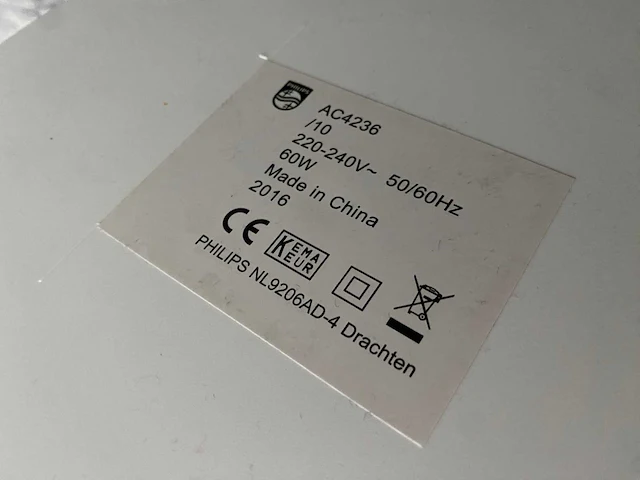 PHILIPS
AC4236
/10
220-240V~ 50/60Hz
60W
Made in China
2016
CE
KEMA
KEUR
PHILIPS NL9206AD-4 Drachten